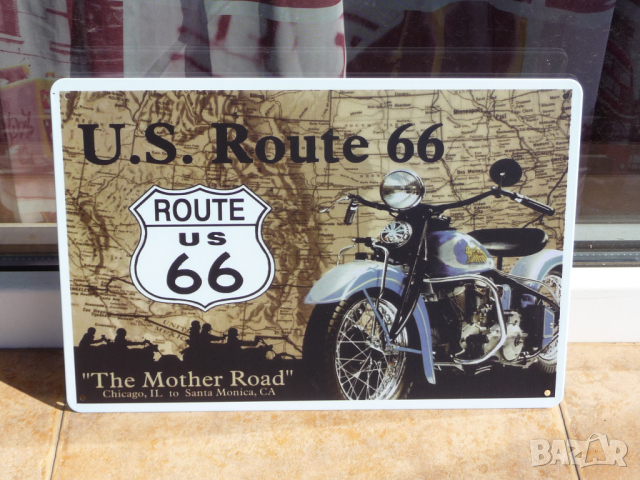 U.S. Route 66
ROUTE
US
66
"The Mother Road"
Chicago, IL to Santa Monica, CA
BAZAR